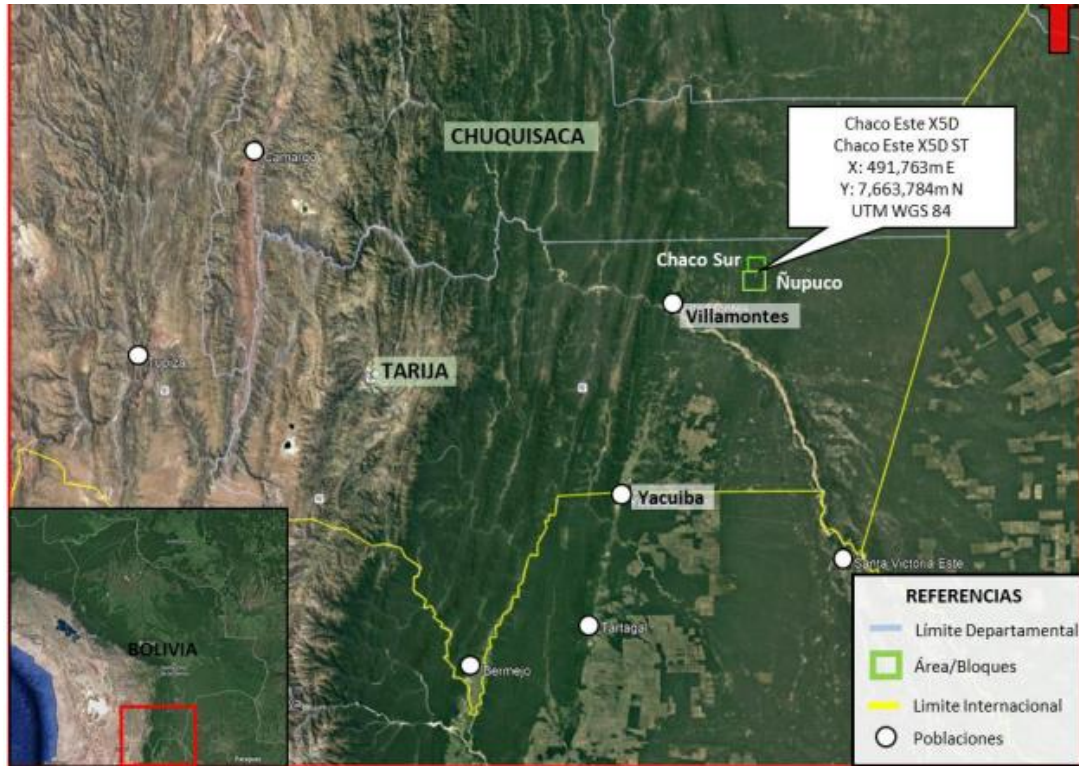 CHUQUISACA
Chaco Este X5D
Chaco Este X5D ST
X: 491,763m E
Y: 7,663,784m N
UTM WGS 84
Camargo
Chaco Sur
Ñupuco
Villamontes
Tupiza
TARIJA
Yacuiba
Santa Victoria Este
Tartagal
Bermejo
BOLIVIA
REFERENCIAS
Límite Departamental
Área/Bloques
Limite Internacional
Poblaciones